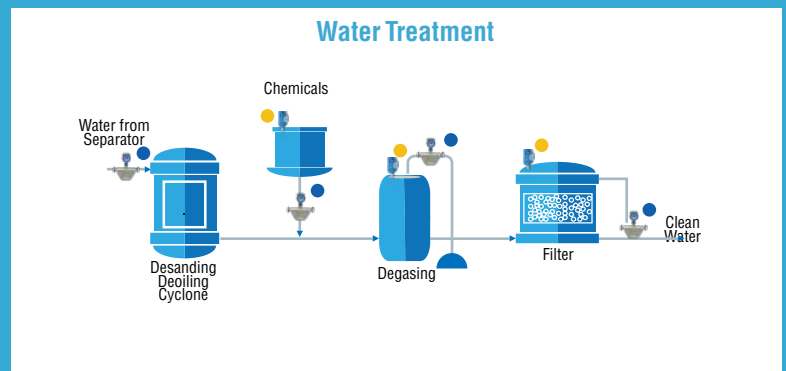 Water Treatment
Chemicals
Water from
Separator
Clean
Water
Desanding
Deoiling
Cyclone
Degasing
Filter